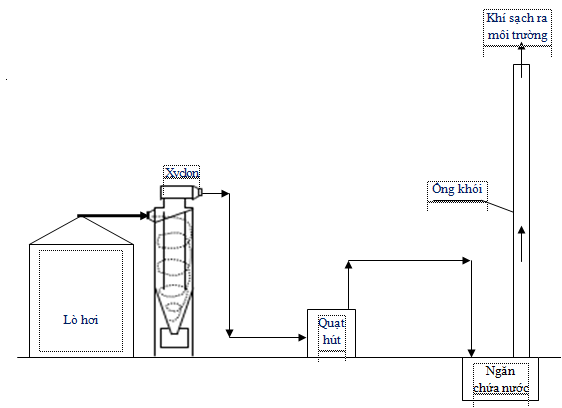 Khí sạch ra
môi trường
Xyclon
Ống khói
Lò hơi
Quạt
hút
Ngăn
chứa nước